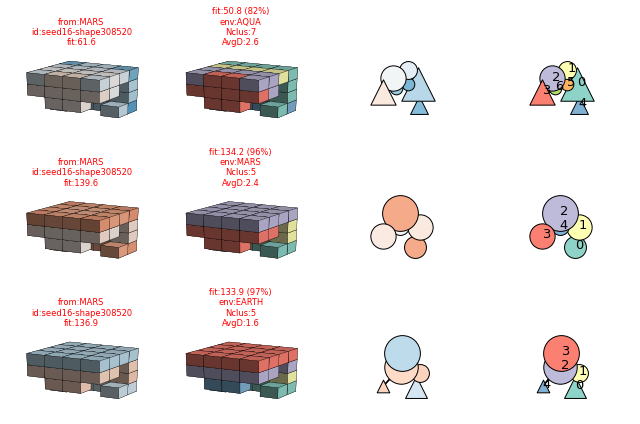 fit:50.8 (82%)
from:MARS env:AQUA
id:seed16-shape308520 Nclus:7
fit:61.6 AvgD:2.6
1
2 5 0
3 6
4
fit:134.2 (96%)
from:MARS env:MARS
id:seed16-shape308520 Nclus:5
fit:139.6 AvgD:2.4
2
4 1
3
0
fit:133.9 (97%)
from:MARS env:EARTH
id:seed16-shape308520 Nclus:5
fit:136.9 AvgD:1.6
3
2
1
4 0